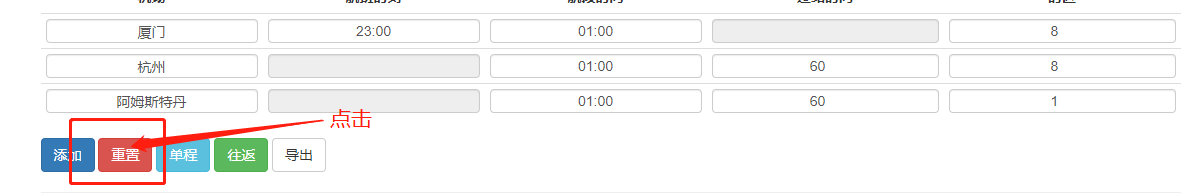 厦门 23:00 01:00 8
杭州 01:00 60 8
阿姆斯特丹 01:00 60 1
点击
添加 重置 单程 往返 导出